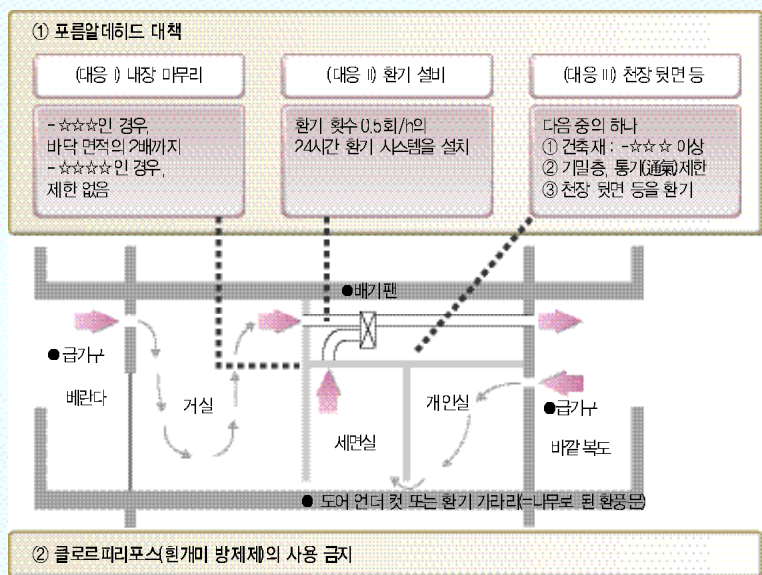 ① 포름알데히드 대책
(대응 Ⅰ) 내장 마무리
- ☆☆☆인 경우,
바닥 면적의 2배까지
- ☆☆☆☆인 경우,
제한 없음
(대응 Ⅱ) 환기 설비
환기 횟수 0.5회/h의
24시간 환기 시스템을 설치
(대응 Ⅲ) 천장 뒷면 등
다음 중의 하나
① 건축재 : -☆☆☆ 이상
② 기밀층, 통기(通氣)제한
③ 천장 뒷면 등을 환기
●배기팬
●급기구
베란다
거실
세면실
개인실
●급기구
바깥 복도
● 도어 언더 컷 또는 환기 가라리(=나무로 된 환풍문)
② 클로르피리포스(흰개미 방제제)의 사용 금지